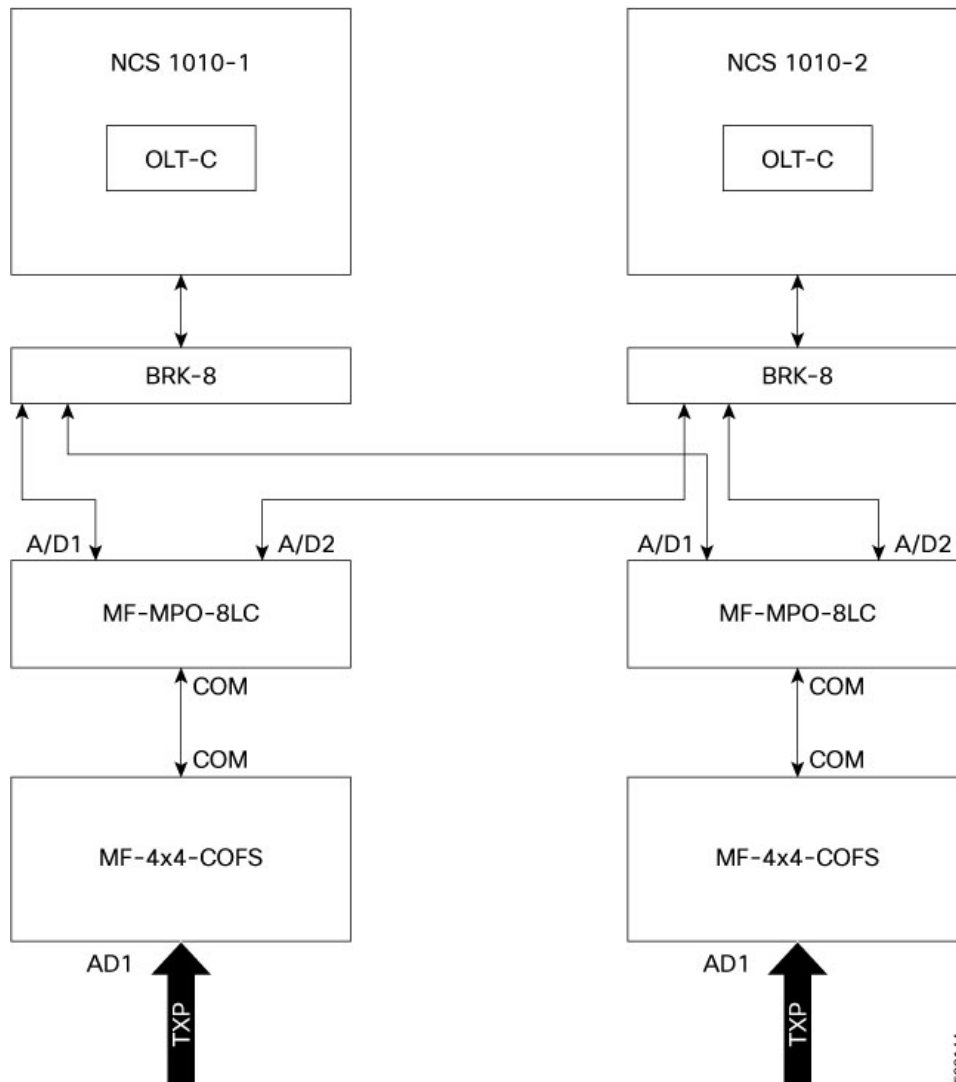 NCS 1010-1
NCS 1010-2
OLT-C
OLT-C
BRK-8
BRK-8
A/D1
A/D2
A/D1
A/D2
MF-MPO-8LC
MF-MPO-8LC
COM
COM
COM
COM
MF-4x4-COFS
MF-4x4-COFS
AD1
AD1
TXP
TXP